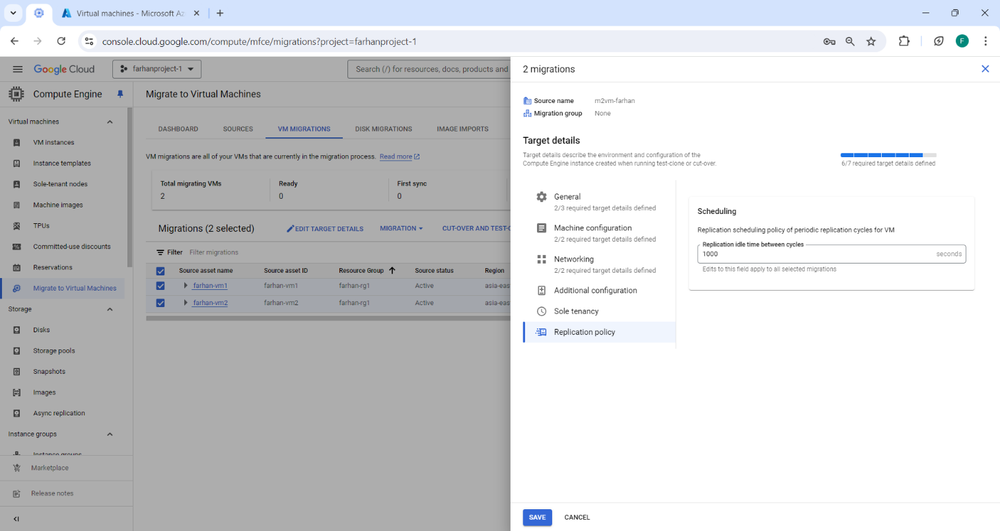 Virtual machines - Microsoft Az
console.cloud.google.com/compute/mfce/migrations?project=farhanproject-1
F
Google Cloud
farhanproject-1
Search (/) for resources, docs, products and
Compute Engine
Virtual machines
VM instances
Instance templates
Sole-tenant nodes
Machine images
TPUs
Committed-use discounts
Reservations
Migrate to Virtual Machines
Storage
Disks
Storage pools
Snapshots
Images
Async replication
Instance groups
Instance groups
Marketplace
Release notes
Migrate to Virtual Machines
DASHBOARD
SOURCES
VM MIGRATIONS
DISK MIGRATIONS
IMAGE IMPORTS
VM migrations are all of your VMs that are currently in the migration process. Read more
Total migrating VMs
2
Ready
0
First sync
0
Migrations (2 selected)
EDIT TARGET DETAILS
MIGRATION
CUT-OVER AND TEST-C
Filter Filter migrations
Source asset name Source asset ID Resource Group Source status Region
farhan-vm1 farhan-vm1 farhan-rg1 Active asia-eas
farhan-vm2 farhan-vm2 farhan-rg1 Active asia-eas
2 migrations
Source name m2vm-farhan
Migration group None
Target details
Target details describe the environment and configuration of the
Compute Engine instance created when running test-clone or cut-over.
6/7 required target details defined
General
2/3 required target details defined
Machine configuration
2/2 required target details defined
Networking
2/2 required target details defined
Additional configuration
Sole tenancy
Replication policy
Scheduling
Replication scheduling policy of periodic replication cycles for VM
Replication idle time between cycles
1000 seconds
Edits to this field apply to all selected migrations
SAVE
CANCEL